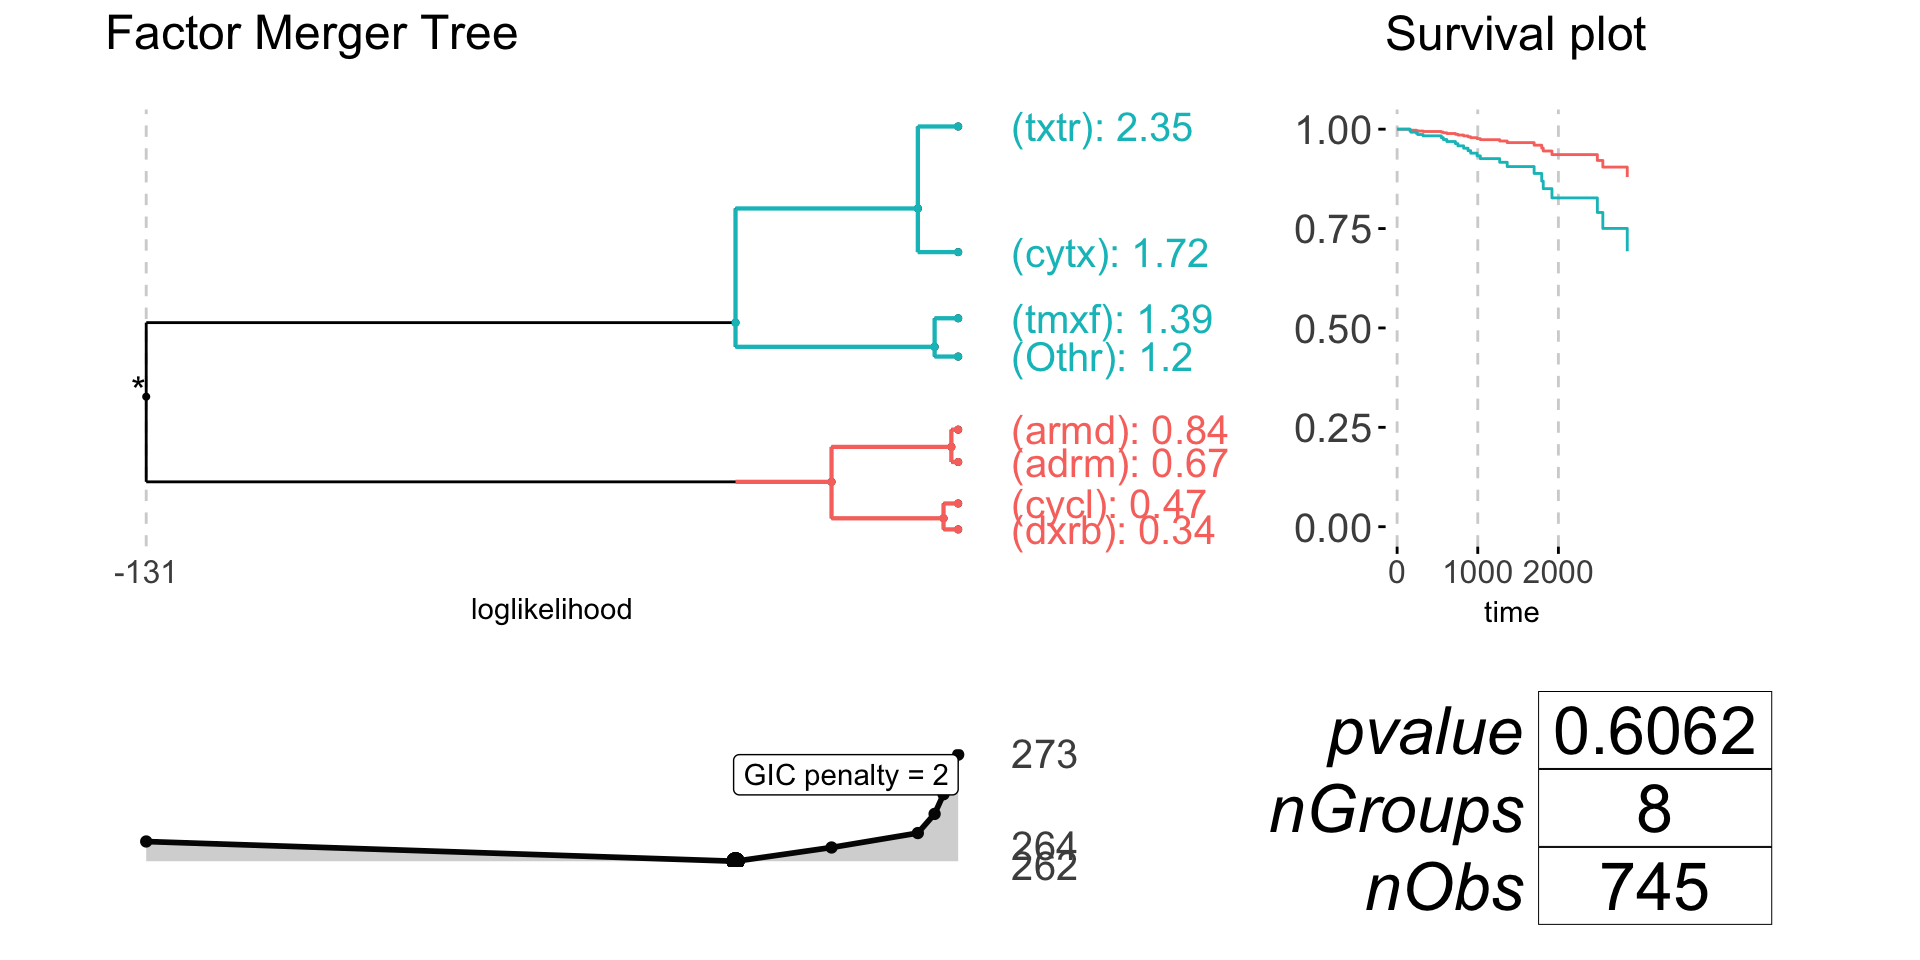 Factor Merger Tree
(txtr): 2.35
(cytx): 1.72
(tmxf): 1.39
(Othr): 1.2
(armd): 0.84
(adrm): 0.67
(cycl): 0.47
(dxrb): 0.34
*
-131
loglikelihood
Survival plot
1.00
0.75
0.50
0.25
0.00
0 1000 2000
time
GIC penalty = 2
273
264
262
pvalue 0.6062
nGroups 8
nObs 745